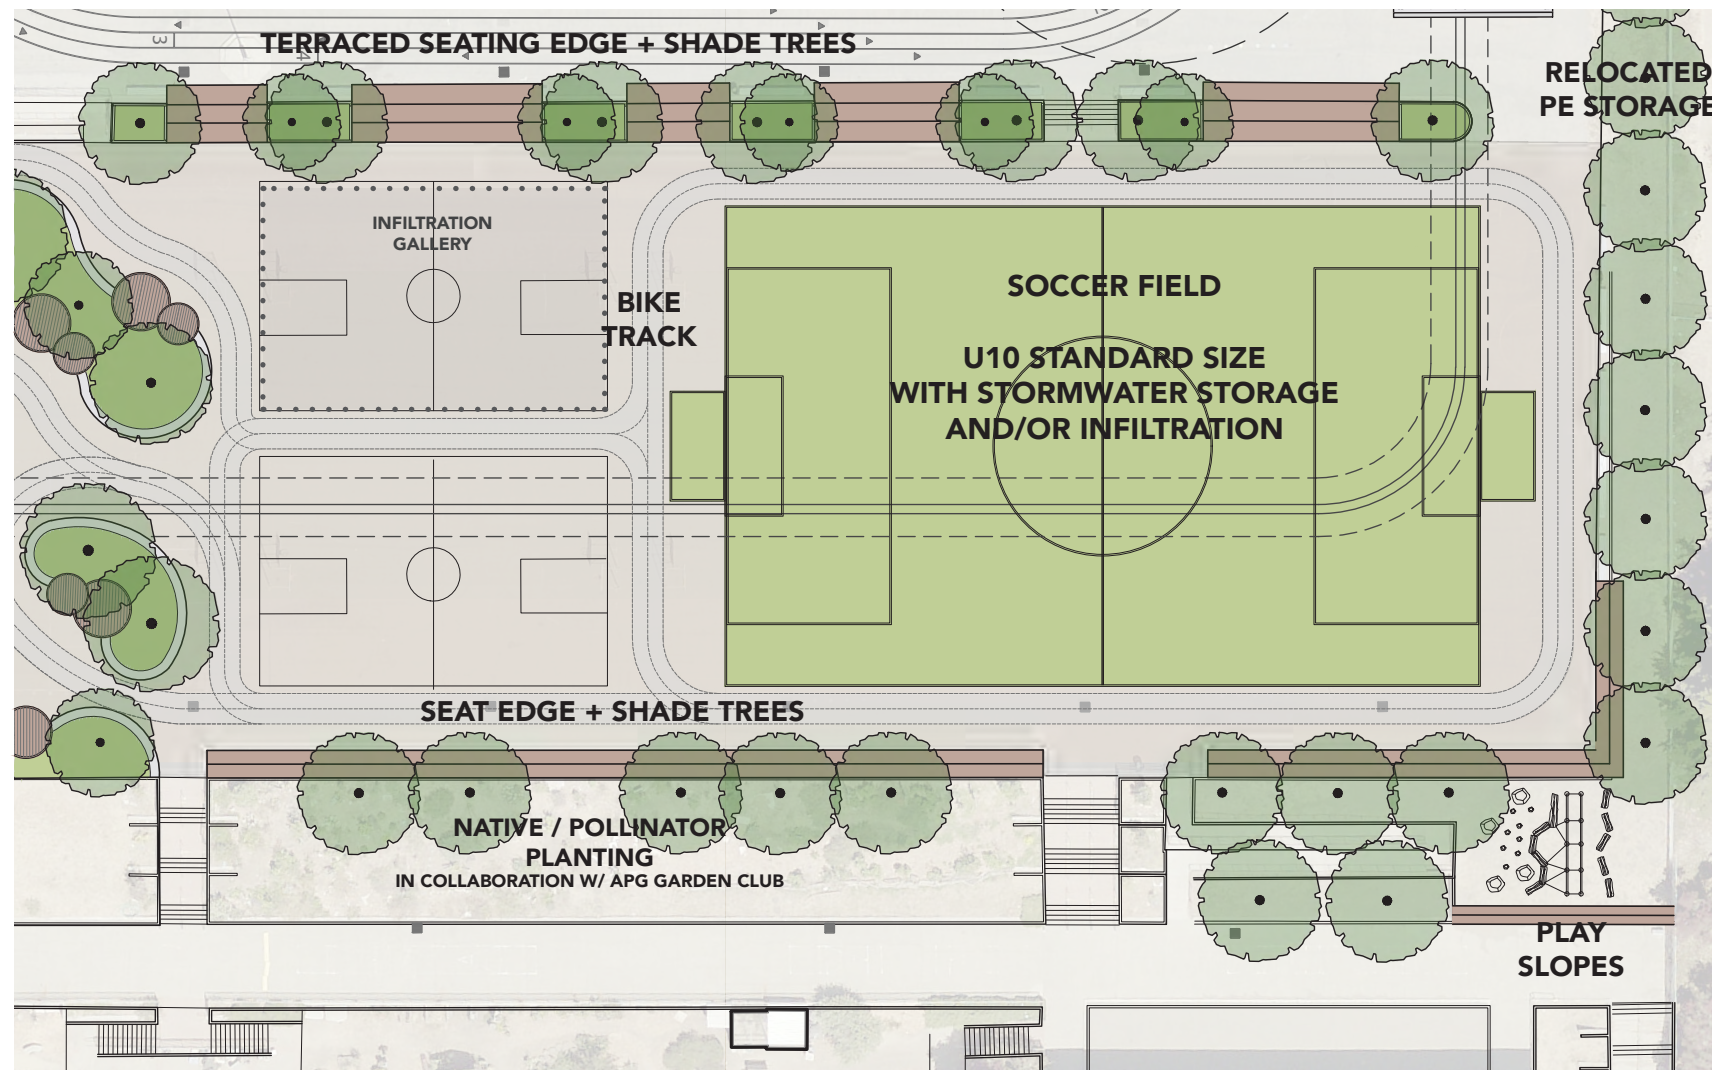 TERRACED SEATING EDGE + SHADE TREES
RELOCATED
PE STORAGE
INFILTRATION
GALLERY
BIKE
TRACK
SOCCER FIELD
U10 STANDARD SIZE
WITH STORMWATER STORAGE
AND/OR INFILTRATION
SEAT EDGE + SHADE TREES
NATIVE / POLLINATOR
PLANTING
IN COLLABORATION W/ APG GARDEN CLUB
PLAY
SLOPES